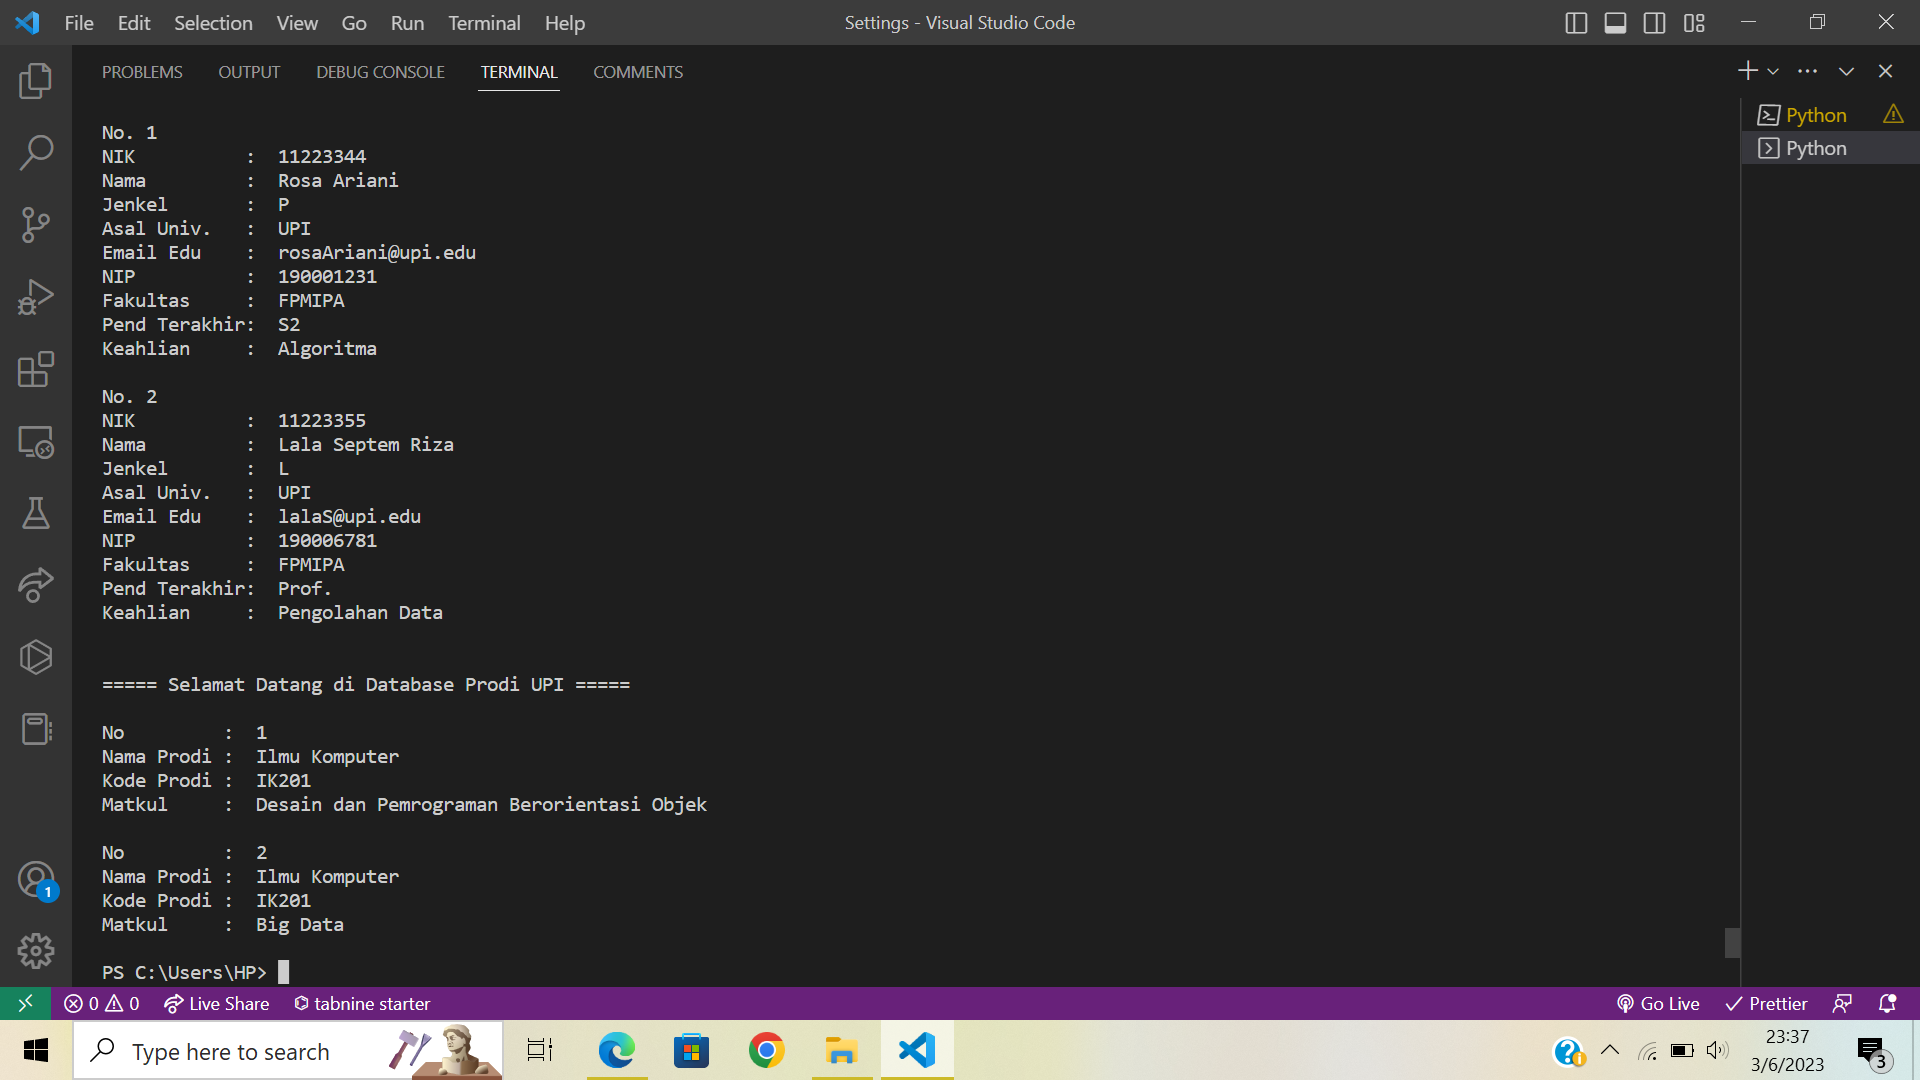 File Edit Selection View Go Run Terminal Help
Settings - Visual Studio Code
PROBLEMS OUTPUT DEBUG CONSOLE TERMINAL COMMENTS
Python
Python
No. 1
NIK : 11223344
Nama : Rosa Ariani
Jenkel : P
Asal Univ. : UPI
Email Edu : rosaAriani@upi.edu
NIP : 190001231
Fakultas : FPMIPA
Pend Terakhir: S2
Keahlian : Algoritma
No. 2
NIK : 11223355
Nama : Lala Septem Riza
Jenkel : L
Asal Univ. : UPI
Email Edu : lalaS@upi.edu
NIP : 190006781
Fakultas : FPMIPA
Pend Terakhir: Prof.
Keahlian : Pengolahan Data
===== Selamat Datang di Database Prodi UPI =====
No : 1
Nama Prodi : Ilmu Komputer
Kode Prodi : IK201
Matkul : Desain dan Pemrograman Berorientasi Objek
No : 2
Nama Prodi : Ilmu Komputer
Kode Prodi : IK201
Matkul : Big Data
PS C:\Users\HP>
1
0 0 Live Share tabnine starter
Go Live Prettier
Type here to search
23:37
3/6/2023
3